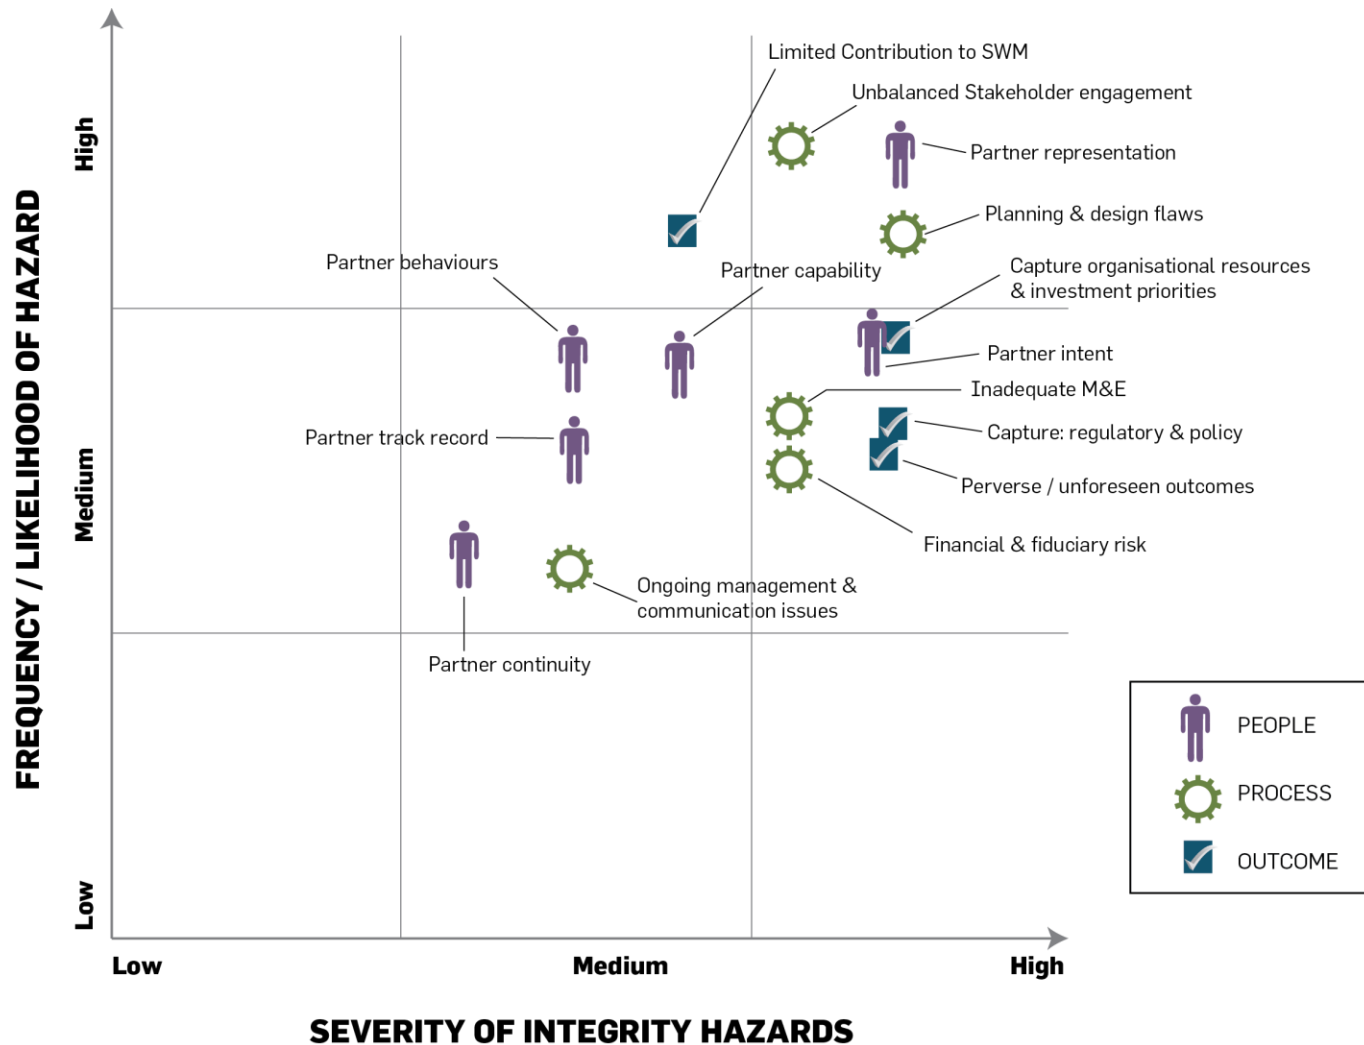 Limited Contribution to SWM
Unbalanced Stakeholder engagement
High
Partner representation
Planning & design flaws
Partner behaviours
Partner capability
Capture organisational resources
& investment priorities
Partner intent
Inadequate M&E
Partner track record
Capture: regulatory & policy
Medium
Perverse / unforeseen outcomes
Financial & fiduciary risk
Ongoing management &
communication issues
Partner continuity
FREQUENCY / LIKELIHOOD OF HAZARD
PEOPLE
PROCESS
OUTCOME
Low
Low
Medium
High
SEVERITY OF INTEGRITY HAZARDS